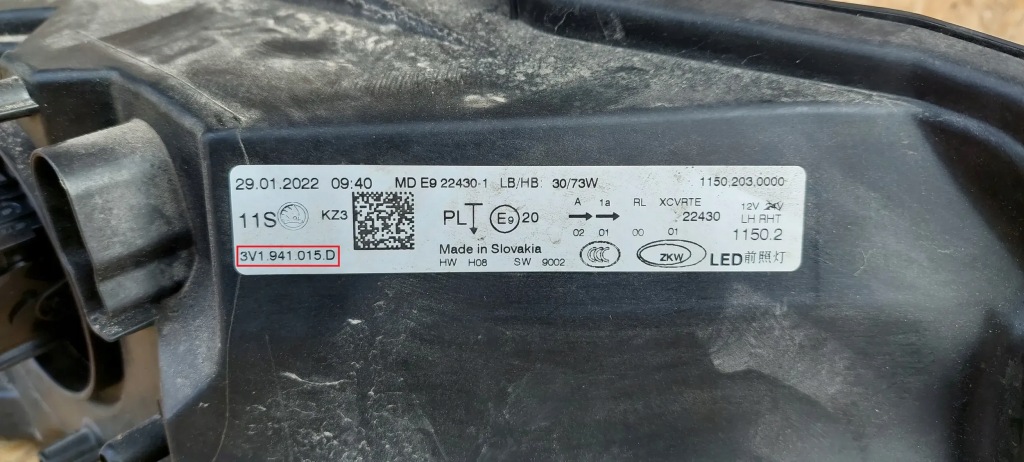 29.01.2022 09:40 MD E9 22430-1 LB/HB: 30/73W 1150.203.0000
11S KZ3
3V1.941.015.D
PL E9 20
Made in Slovakia
HW H08 SW 9002
A 1a RL XCVRTE
22430
02 01 00 01
CCC ZKW
12V 24V
LH RHT
1150.2
LED前照灯